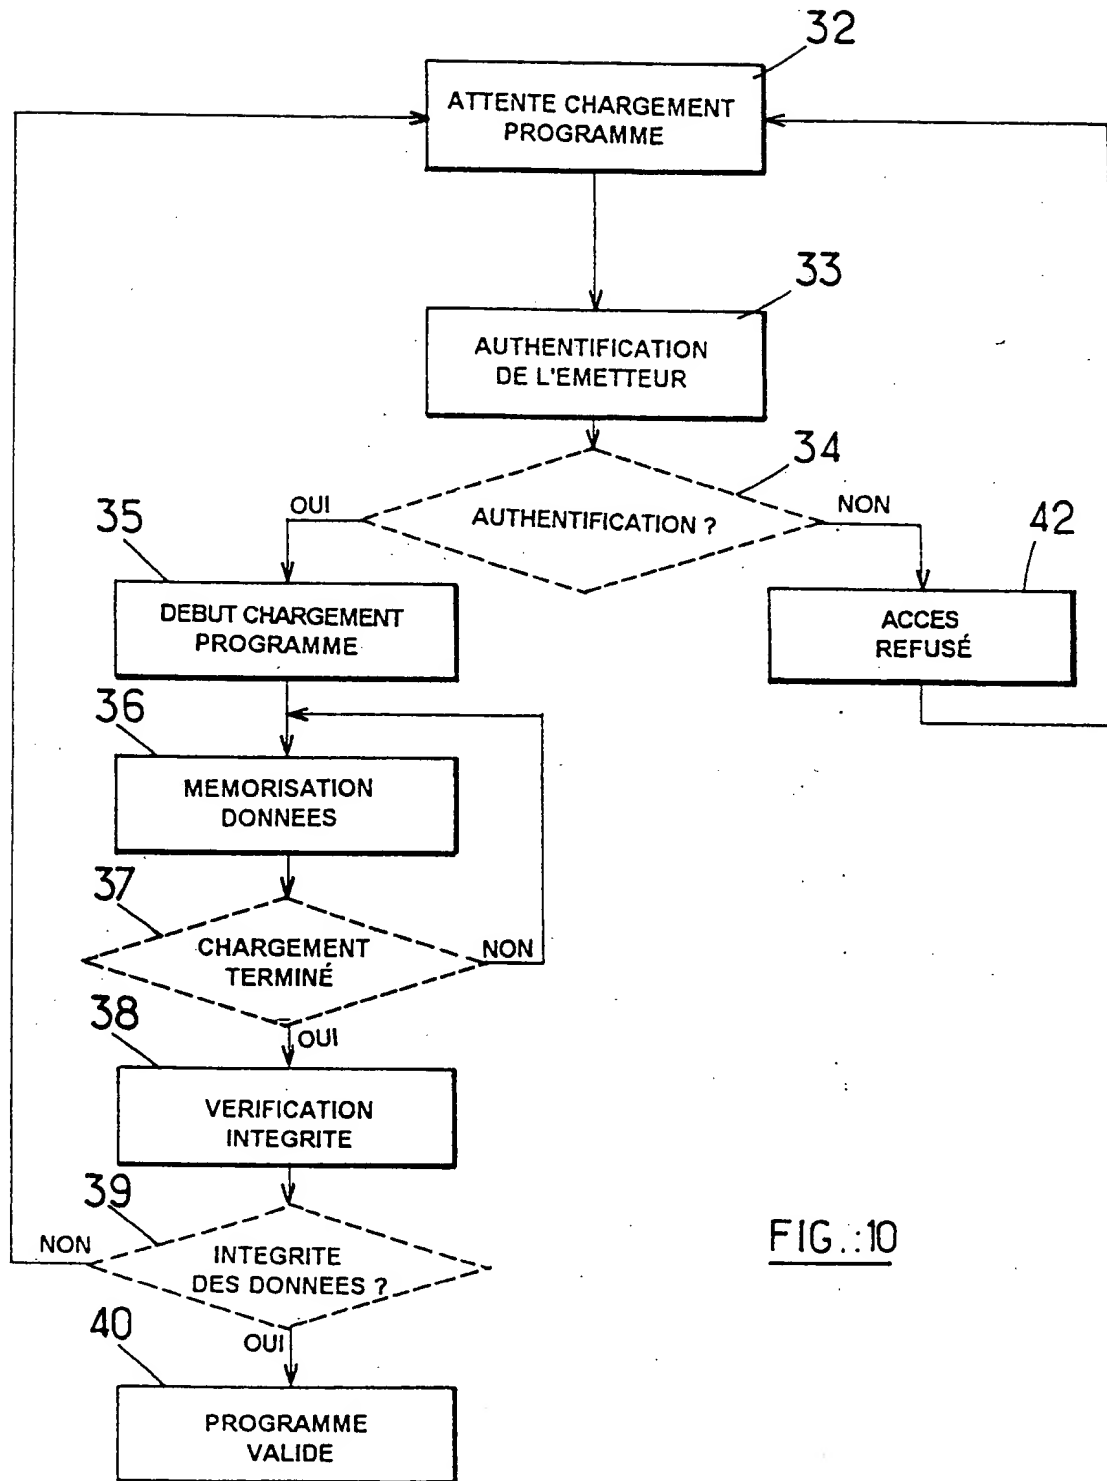 32
ATTENTE CHARGEMENT
PROGRAMME
33
AUTHENTIFICATION
DE L'EMETTEUR
34
AUTHENTIFICATION ?
OUI
NON
35
DEBUT CHARGEMENT
PROGRAMME
42
ACCES
REFUSÉ
36
MEMORISATION
DONNEES
37
CHARGEMENT
TERMINÉ
NON
OUI
38
VERIFICATION
INTEGRITE
39
INTEGRITE
DES DONNEES ?
NON
OUI
40
PROGRAMME
VALIDE
FIG.:10